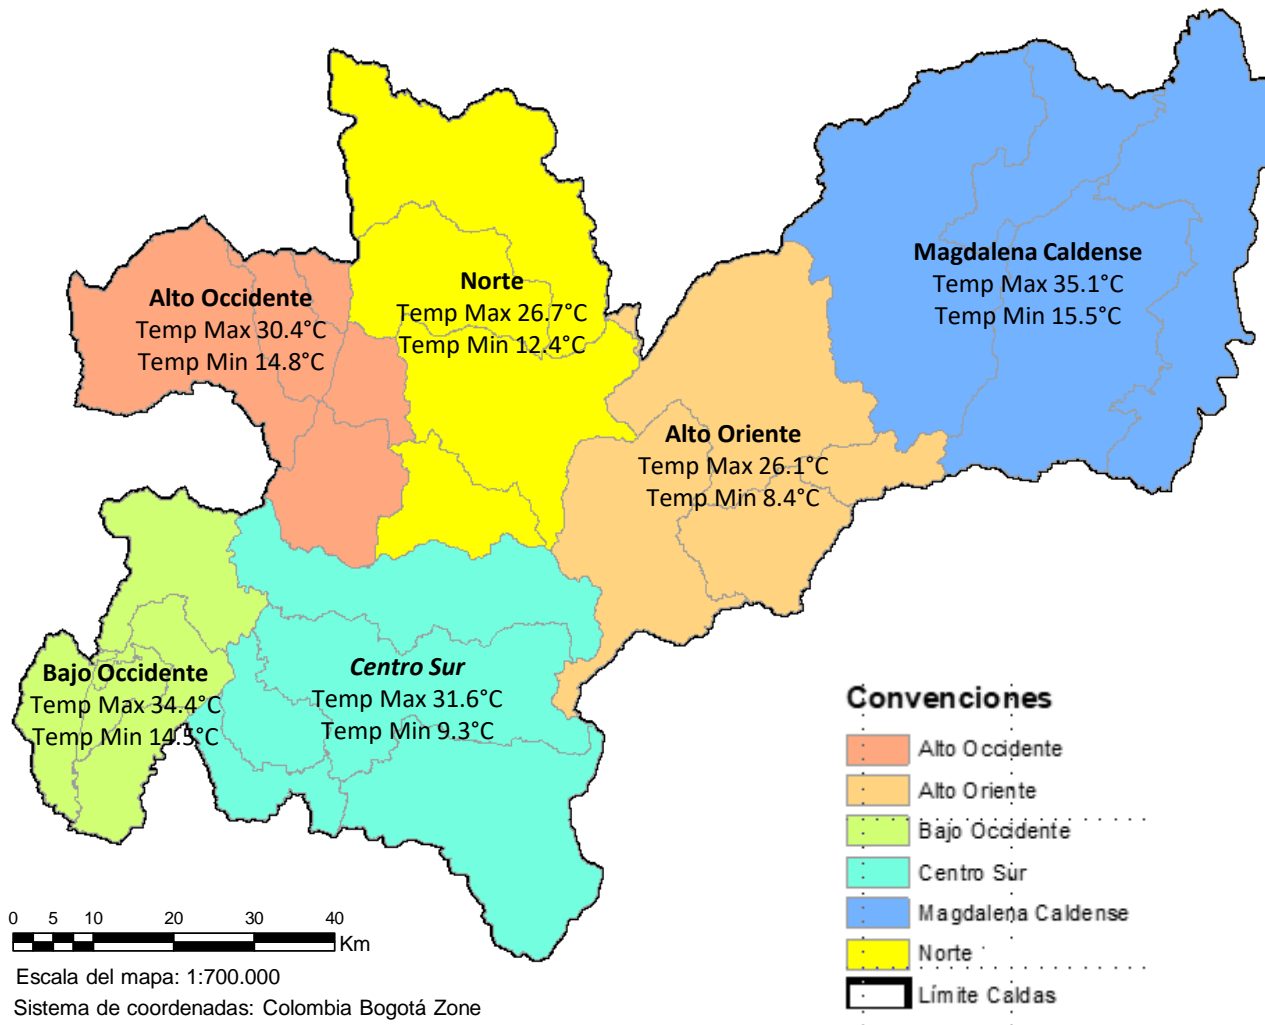 Magdalena Caldense
Temp Max 35.1°C
Temp Min 15.5°C
Norte
Temp Max 26.7°C
Temp Min 12.4°C
Alto Occidente
Temp Max 30.4°C
Temp Min 14.8°C
Alto Oriente
Temp Max 26.1°C
Temp Min 8.4°C
Bajo Occidente
Temp Max 34.4°C
Temp Min 14.5°C
Centro Sur
Temp Max 31.6°C
Temp Min 9.3°C
Convenciones
Alto Occidente
Alto Oriente
Bajo Occidente
Centro Sur
Magdalena Caldense
Norte
Límite Caldas
0 5 10 20 30 40
Km
Escala del mapa: 1:700.000
Sistema de coordenadas: Colombia Bogotá Zone